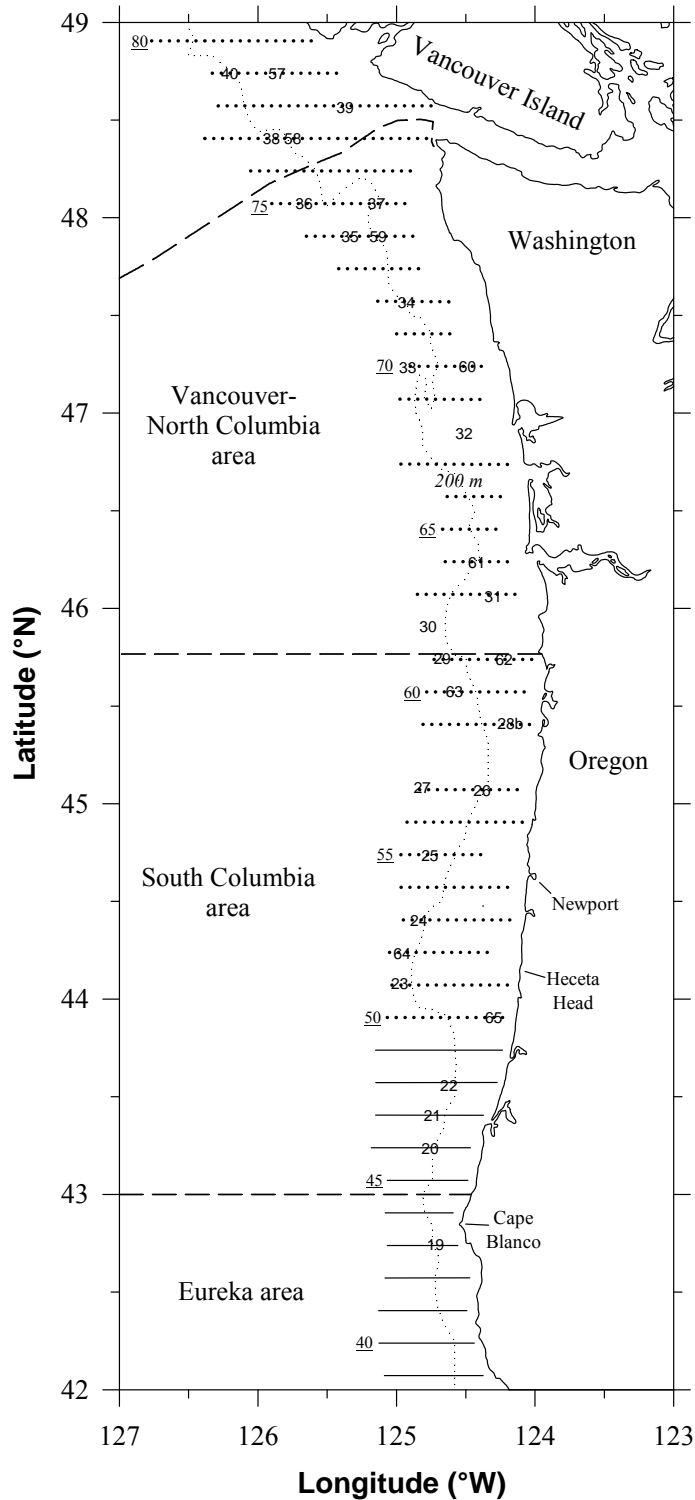 49
80
Vancouver Island
40 57
39
38 58
48
75
36 37
Washington
35 59
34
70
33 60
47
Vancouver-
North Columbia
area
32
200 m
65
61
31
46
30
29 62
60
63
28b
Oregon
45
27 26
55
25
South Columbia
area
Newport
24
64
Heceta
Head
44
23
50
65
22
21
20
45
43
Cape
Blanco
19
Eureka area
40
42
127 126 125 124 123
Longitude (°W)
Latitude (°N)